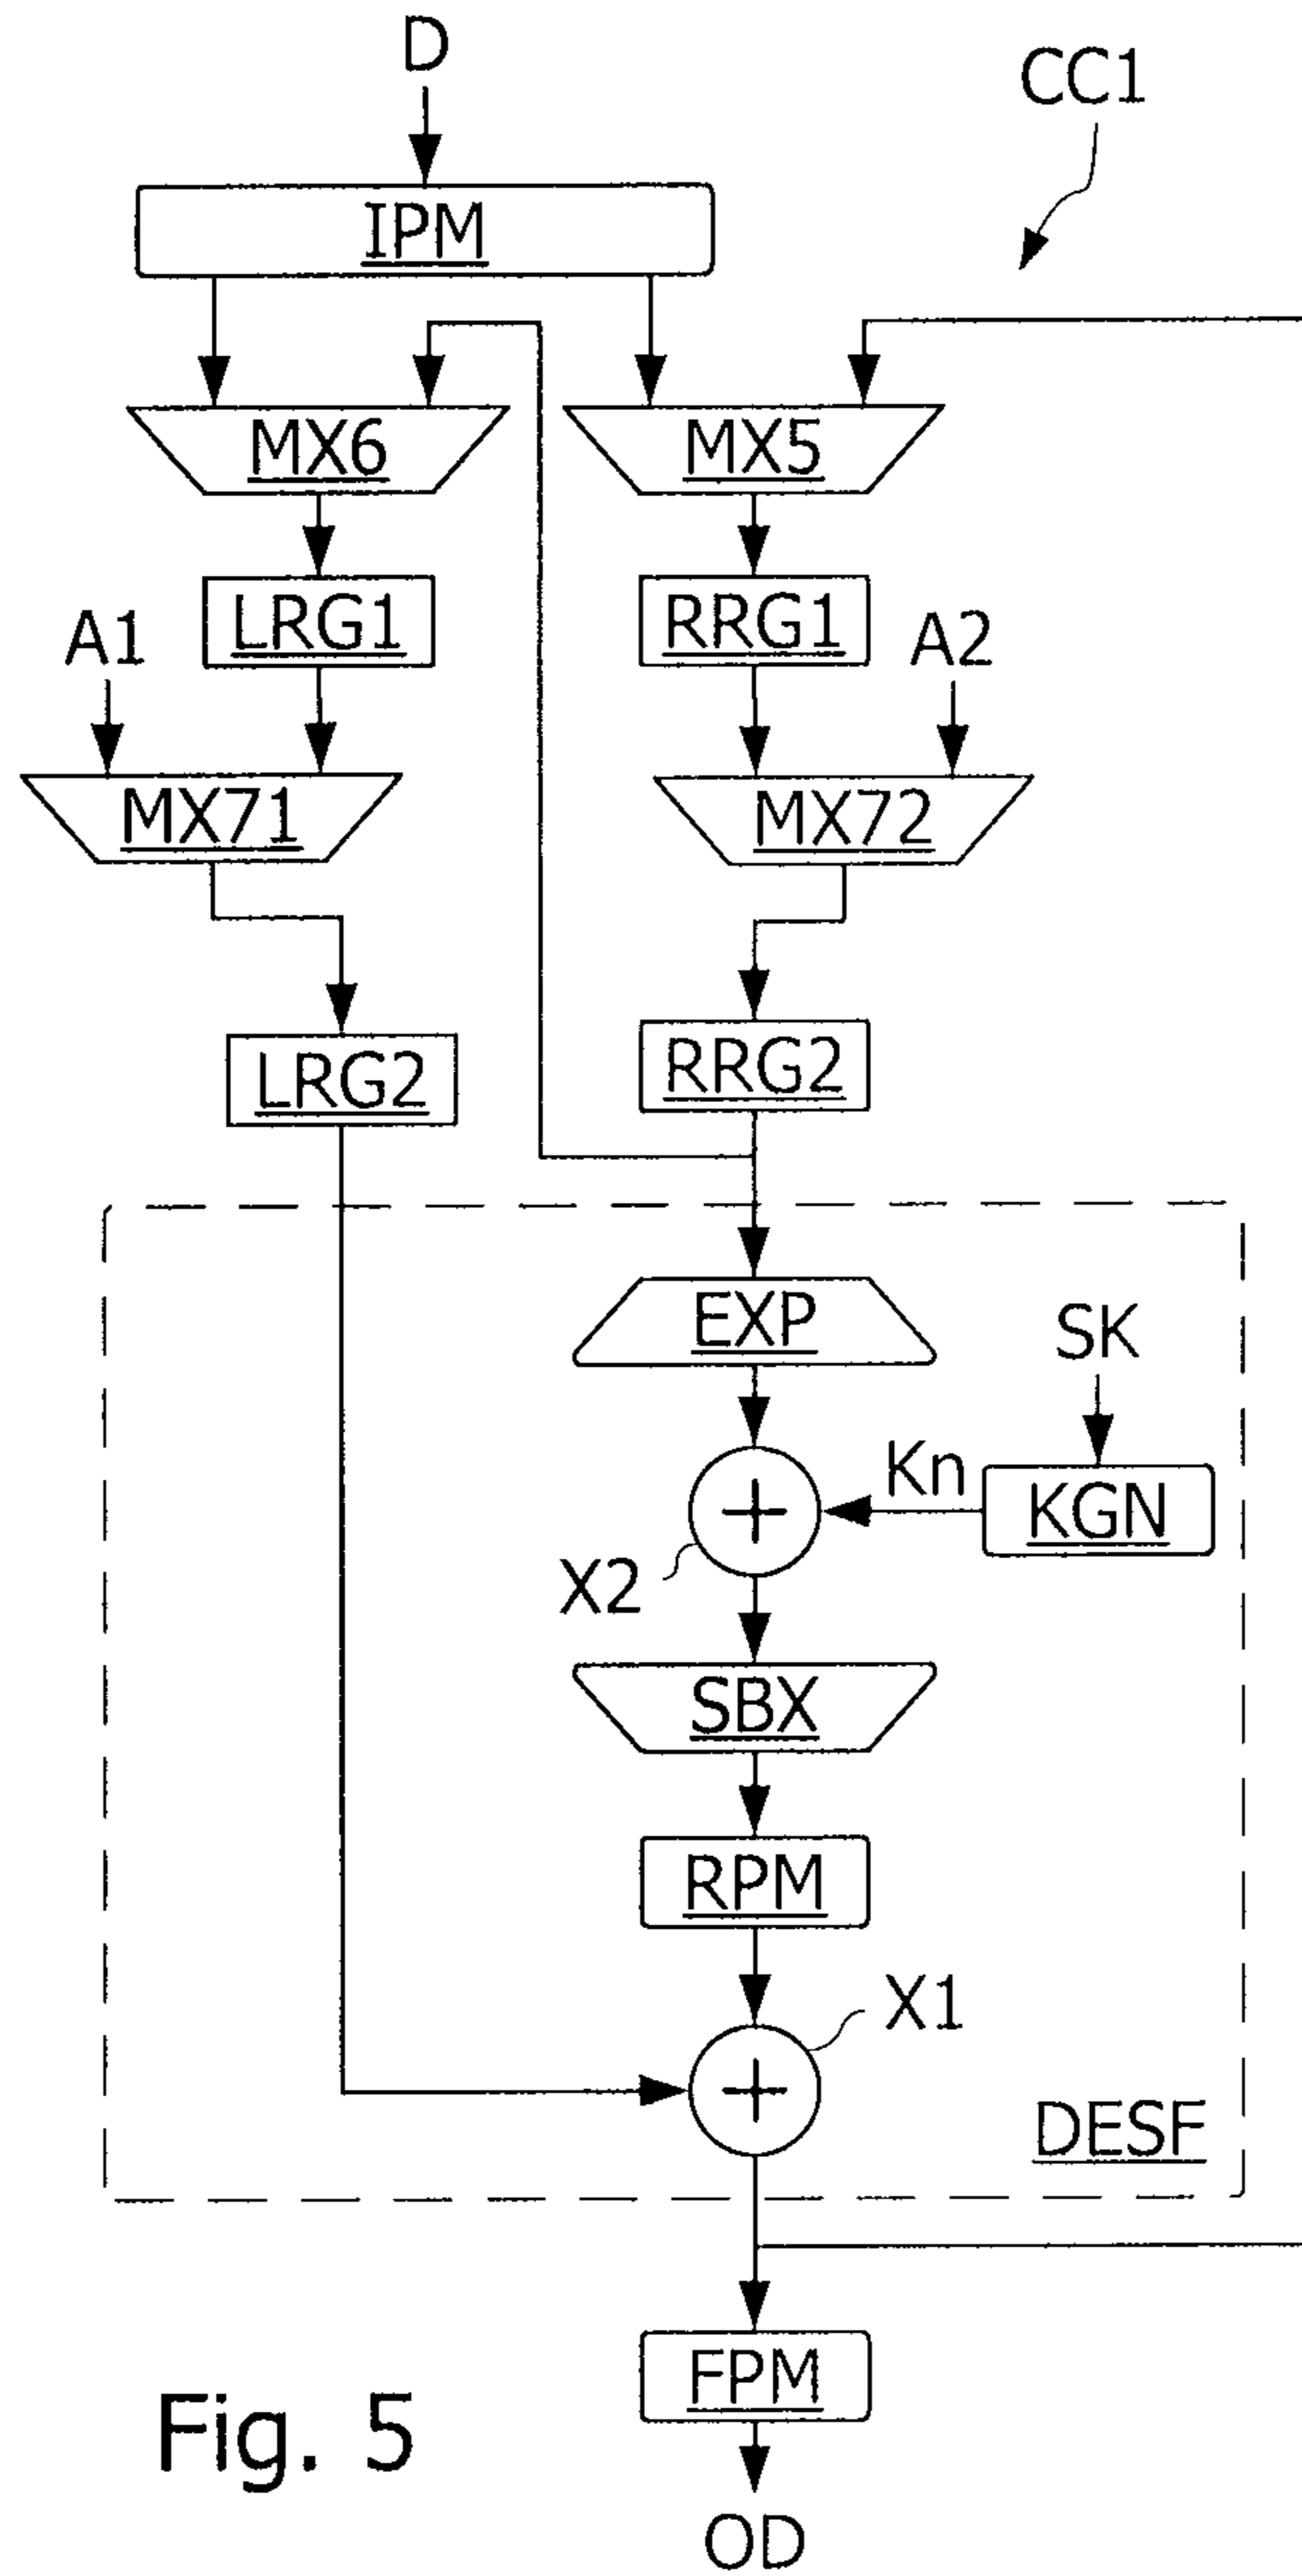 D
CC1
IPM
MX6 MX5
LRG1 RRG1
A1 A2
MX71 MX72
LRG2 RRG2
EXP
SK
Kn KGN
X2
SBX
RPM
X1
DESF
FPM
Fig. 5
OD